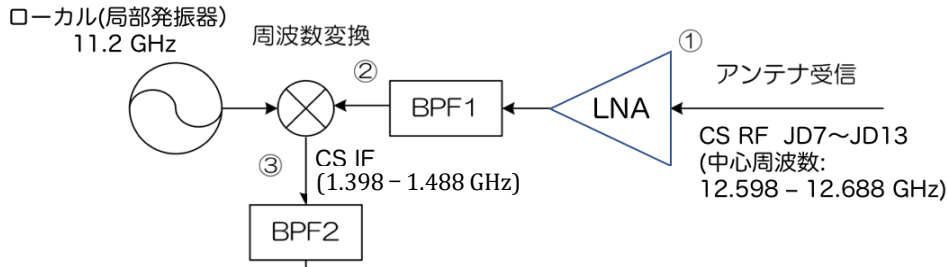 ローカル(局部発振器)
11.2 GHz
周波数変換
①
②
アンテナ受信
BPF1
LNA
CS RF JD7～JD13
(中心周波数:
12.598 – 12.688 GHz)
③
CS IF
(1.398 – 1.488 GHz)
BPF2